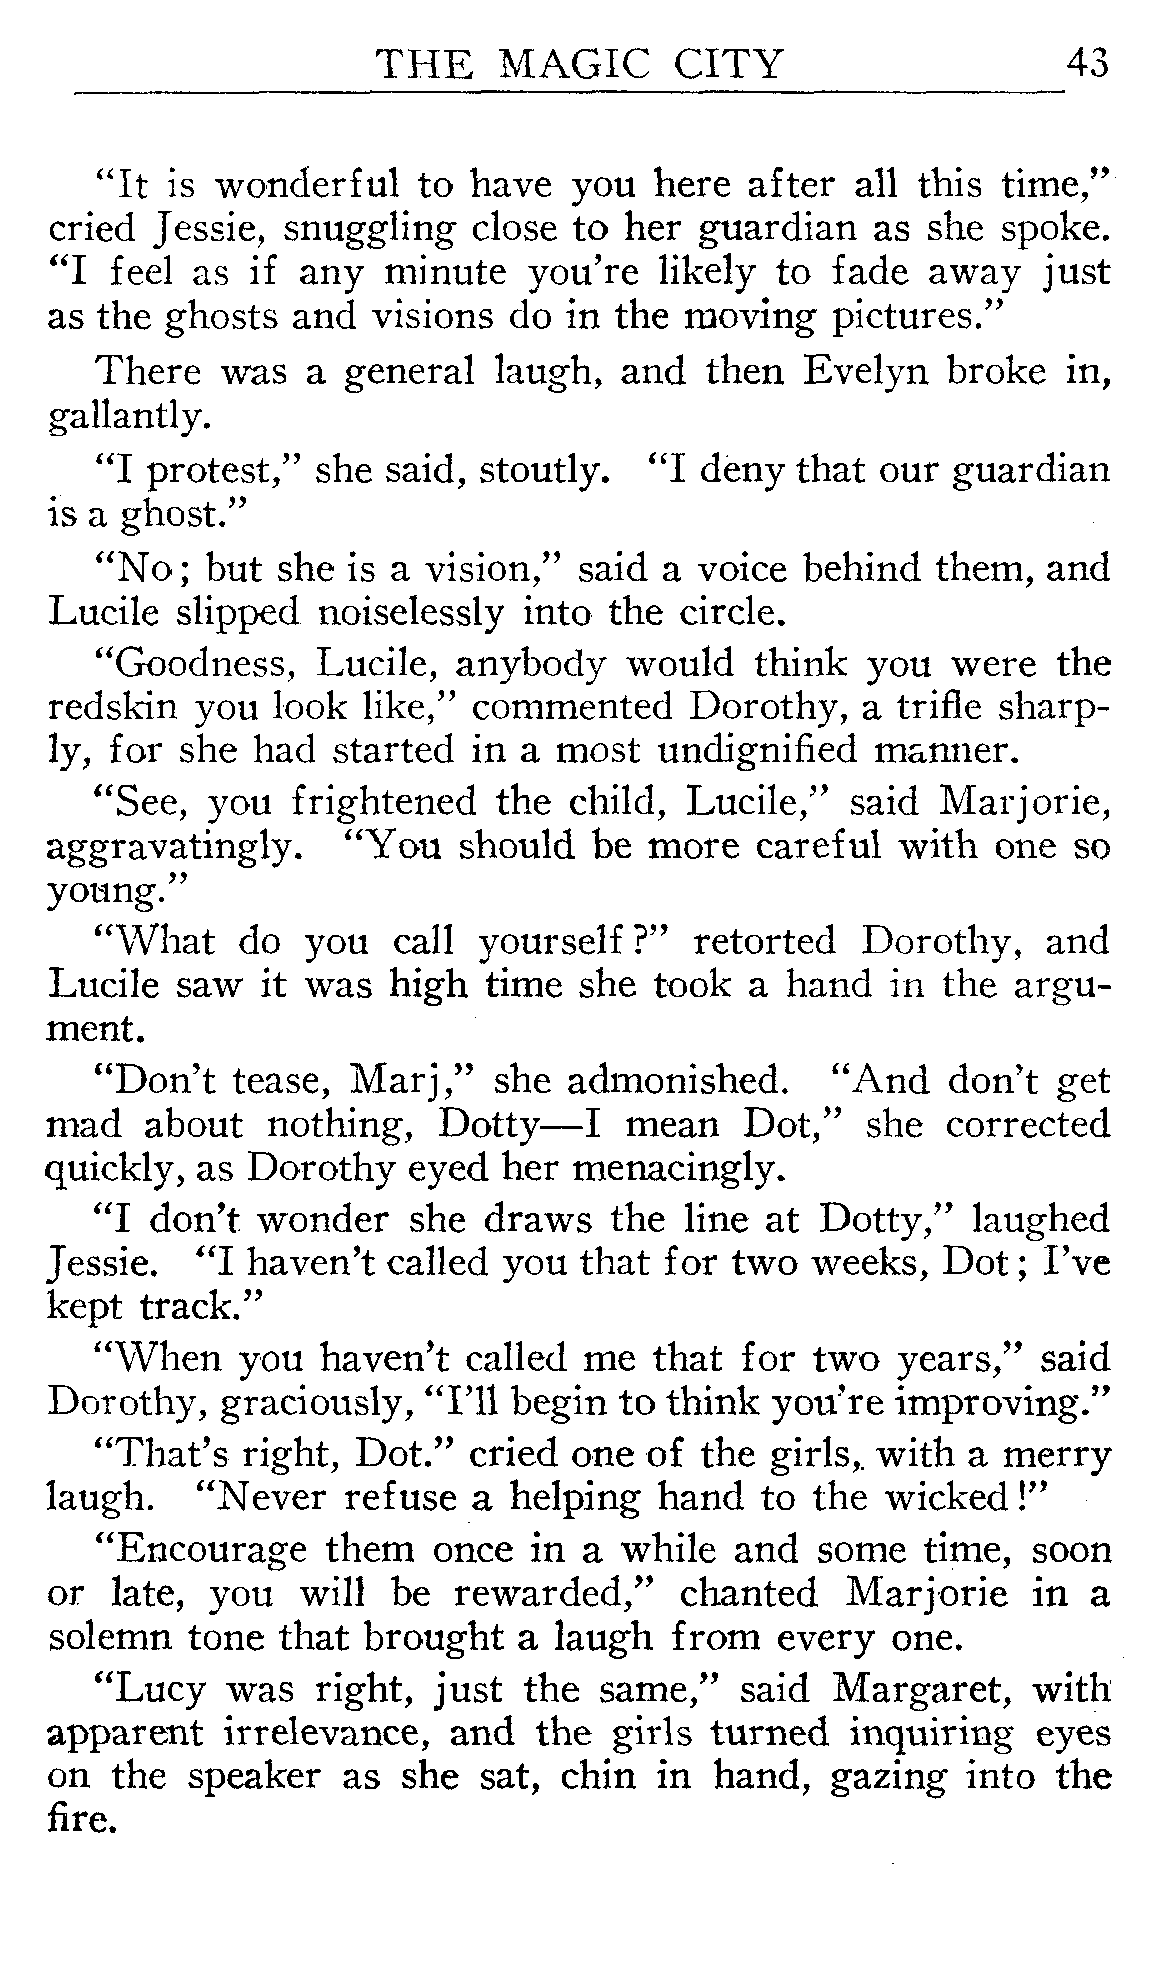 THE MAGIC CITY 43
“It is wonderful to have you here after all this time,”
cried Jessie, snuggling close to her guardian as she spoke.
“I feel as if any minute you’re likely to fade away just
as the ghosts and visions do in the moving pictures.”
There was a general laugh, and then Evelyn broke in,
gallantly.
“I protest,” she said, stoutly. “I deny that our guardian
is a ghost.”
“No; but she is a vision,” said a voice behind them, and
Lucile slipped noiselessly into the circle.
“Goodness, Lucile, anybody would think you were the
redskin you look like,” commented Dorothy, a trifle sharp-
ly, for she had started in a most undignified manner.
“See, you frightened the child, Lucile,” said Marjorie,
aggravatingly. “You should be more careful with one so
young.”
“What do you call yourself?” retorted Dorothy, and
Lucile saw it was high time she took a hand in the argu-
ment.
“Don’t tease, Marj,” she admonished. “And don’t get
mad about nothing, Dotty—I mean Dot,” she corrected
quickly, as Dorothy eyed her menacingly.
“I don’t wonder she draws the line at Dotty,” laughed
Jessie. “I haven’t called you that for two weeks, Dot; I’ve
kept track.”
“When you haven’t called me that for two years,” said
Dorothy, graciously, “I’ll begin to think you’re improving.”
“That’s right, Dot.” cried one of the girls, with a merry
laugh. “Never refuse a helping hand to the wicked!”
“Encourage them once in a while and some time, soon
or late, you will be rewarded,” chanted Marjorie in a
solemn tone that brought a laugh from every one.
“Lucy was right, just the same,” said Margaret, with
apparent irrelevance, and the girls turned inquiring eyes
on the speaker as she sat, chin in hand, gazing into the
fire.